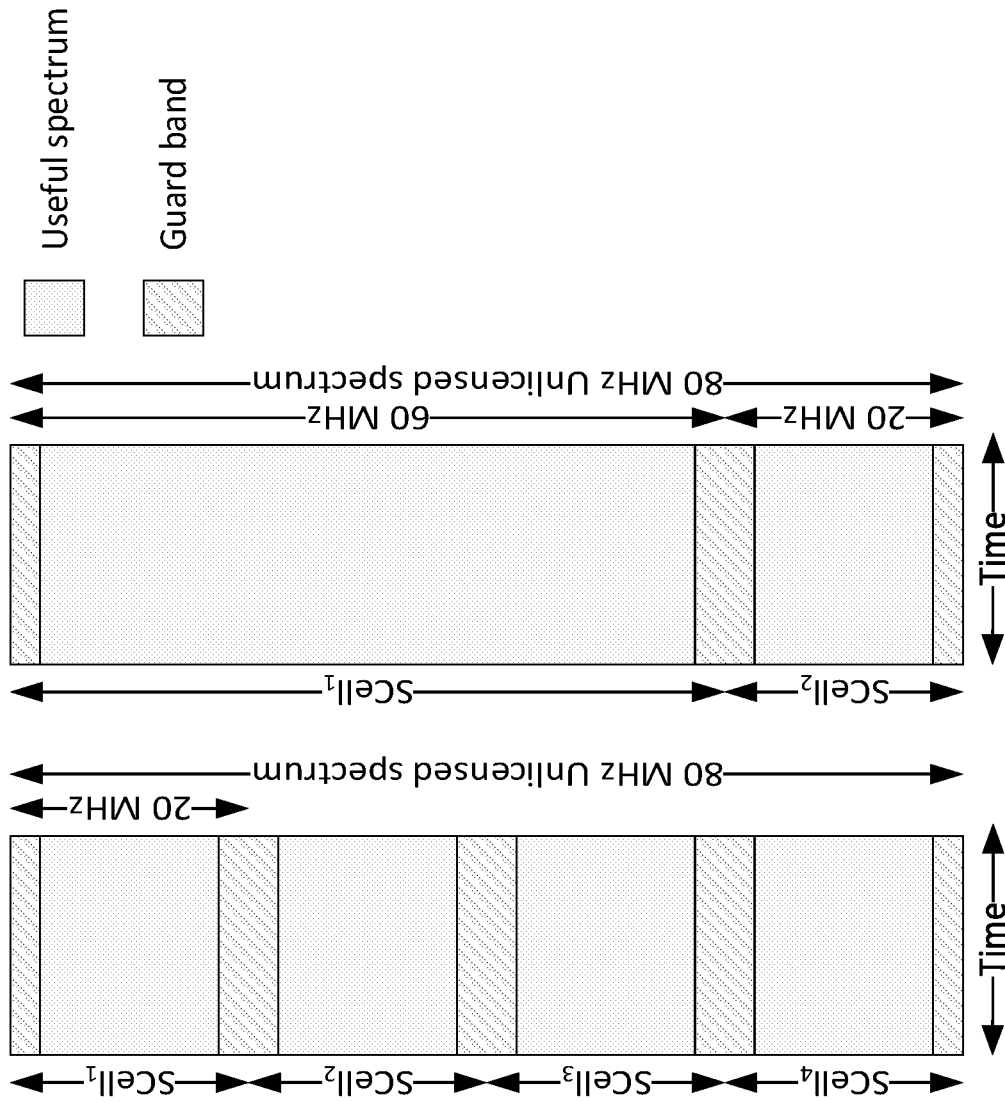 Useful spectrum
Guard band
80 MHz Unlicensed spectrum
60 MHz
20 MHz
SCell₁
SCell₂
Time
80 MHz Unlicensed spectrum
20 MHz
SCell₁
SCell₂
SCell₃
SCell₄
Time